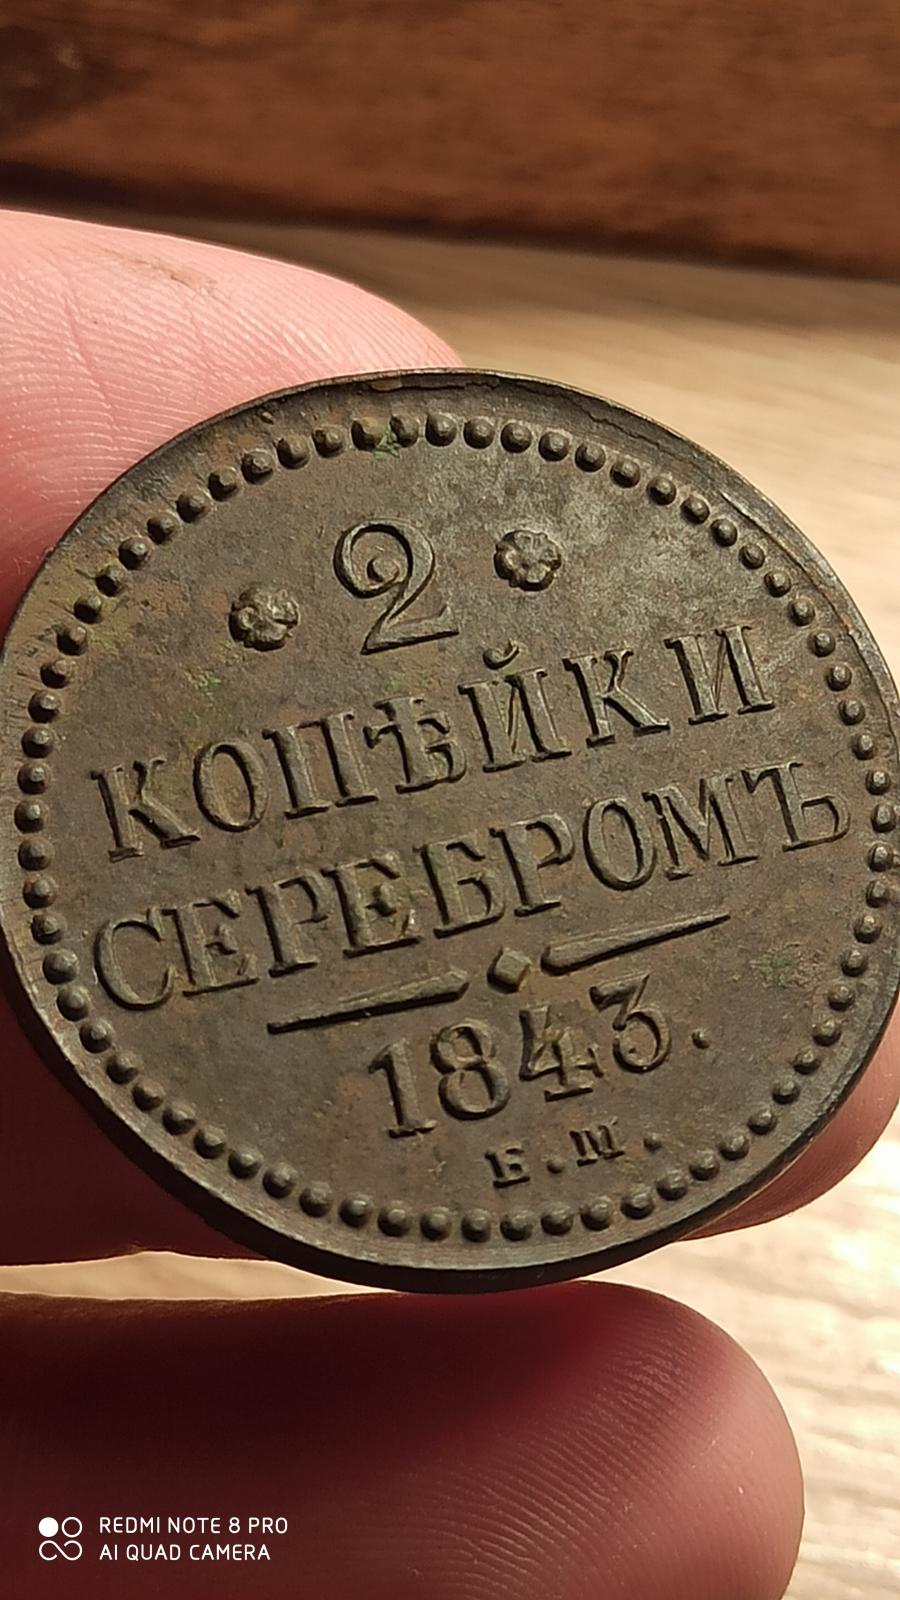 2
КОПѢЙКИ
СЕРЕБРОМЪ
1843.
Е.М.
REDMI NOTE 8 PRO
AI QUAD CAMERA